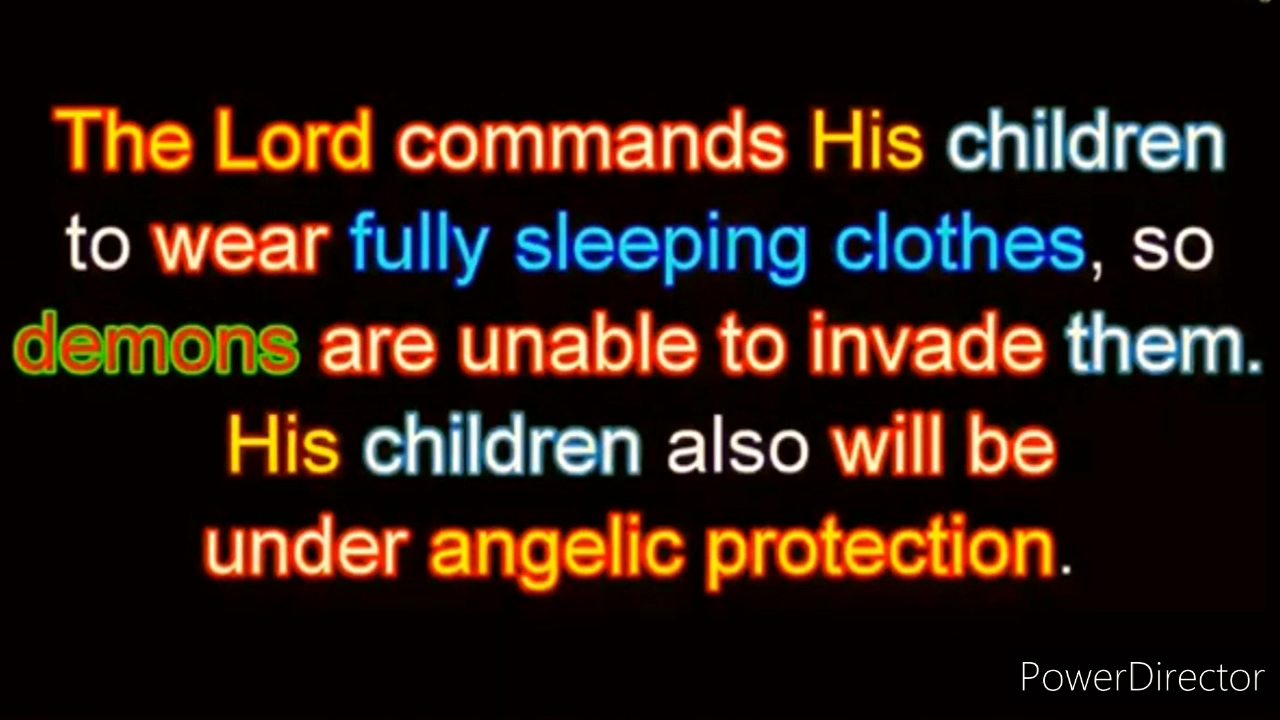 The Lord commands His children
to wear fully sleeping clothes, so
demons are unable to invade them.
His children also will be
under angelic protection.
PowerDirector